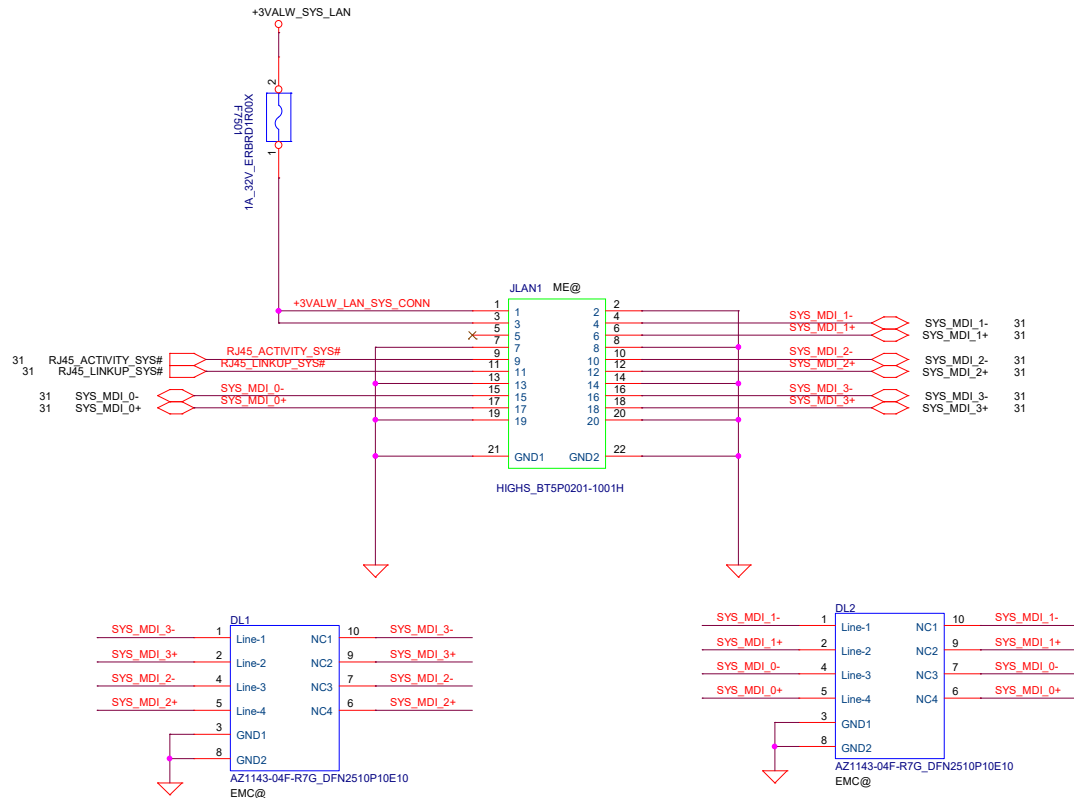 +3VALW_SYS_LAN
2
F7501
1A_32V_ERBRD1R00X
1
JLAN1 ME@
+3VALW_LAN_SYS_CONN 1 1 2 2
3 3 4 4 SYS_MDI_1- SYS_MDI_1- 31
5 5 6 6 SYS_MDI_1+ SYS_MDI_1+ 31
7 7 8 8
31 RJ45_ACTIVITY_SYS# RJ45_ACTIVITY_SYS# 9 9 10 10 SYS_MDI_2- SYS_MDI_2- 31
31 RJ45_LINKUP_SYS# RJ45_LINKUP_SYS# 11 11 12 12 SYS_MDI_2+ SYS_MDI_2+ 31
13 13 14 14
31 SYS_MDI_0- SYS_MDI_0- 15 15 16 16 SYS_MDI_3- SYS_MDI_3- 31
31 SYS_MDI_0+ SYS_MDI_0+ 17 17 18 18 SYS_MDI_3+ SYS_MDI_3+ 31
19 19 20 20
21 GND1 GND2 22
HIGHS_BT5P0201-1001H
DL1
SYS_MDI_3- 1 Line-1 NC1 10 SYS_MDI_3-
SYS_MDI_3+ 2 Line-2 NC2 9 SYS_MDI_3+
SYS_MDI_2- 4 Line-3 NC3 7 SYS_MDI_2-
SYS_MDI_2+ 5 Line-4 NC4 6 SYS_MDI_2+
3 GND1
8 GND2
AZ1143-04F-R7G_DFN2510P10E10
EMC@
DL2
SYS_MDI_1- 1 Line-1 NC1 10 SYS_MDI_1-
SYS_MDI_1+ 2 Line-2 NC2 9 SYS_MDI_1+
SYS_MDI_0- 4 Line-3 NC3 7 SYS_MDI_0-
SYS_MDI_0+ 5 Line-4 NC4 6 SYS_MDI_0+
3 GND1
8 GND2
AZ1143-04F-R7G_DFN2510P10E10
EMC@